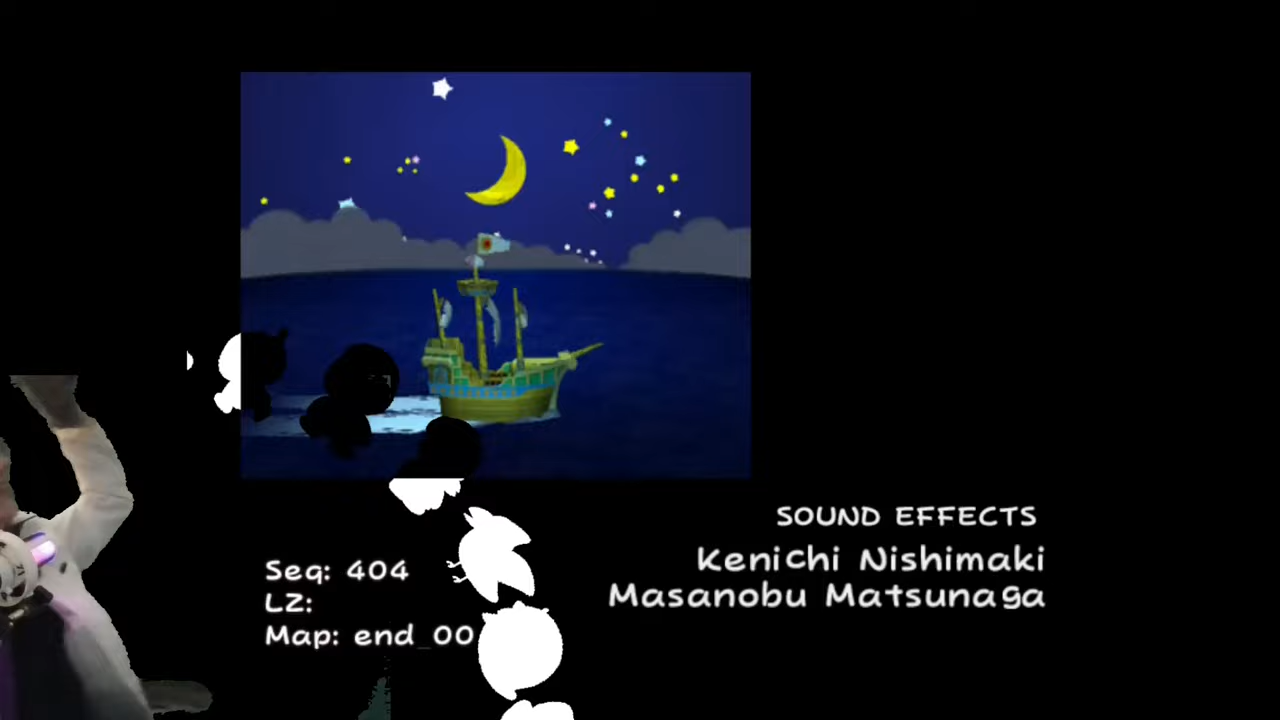 SOUND EFFECTS
Kenichi Nishimaki
Masanobu Matsunaga
Seq: 404
LZ:
Map: end_00